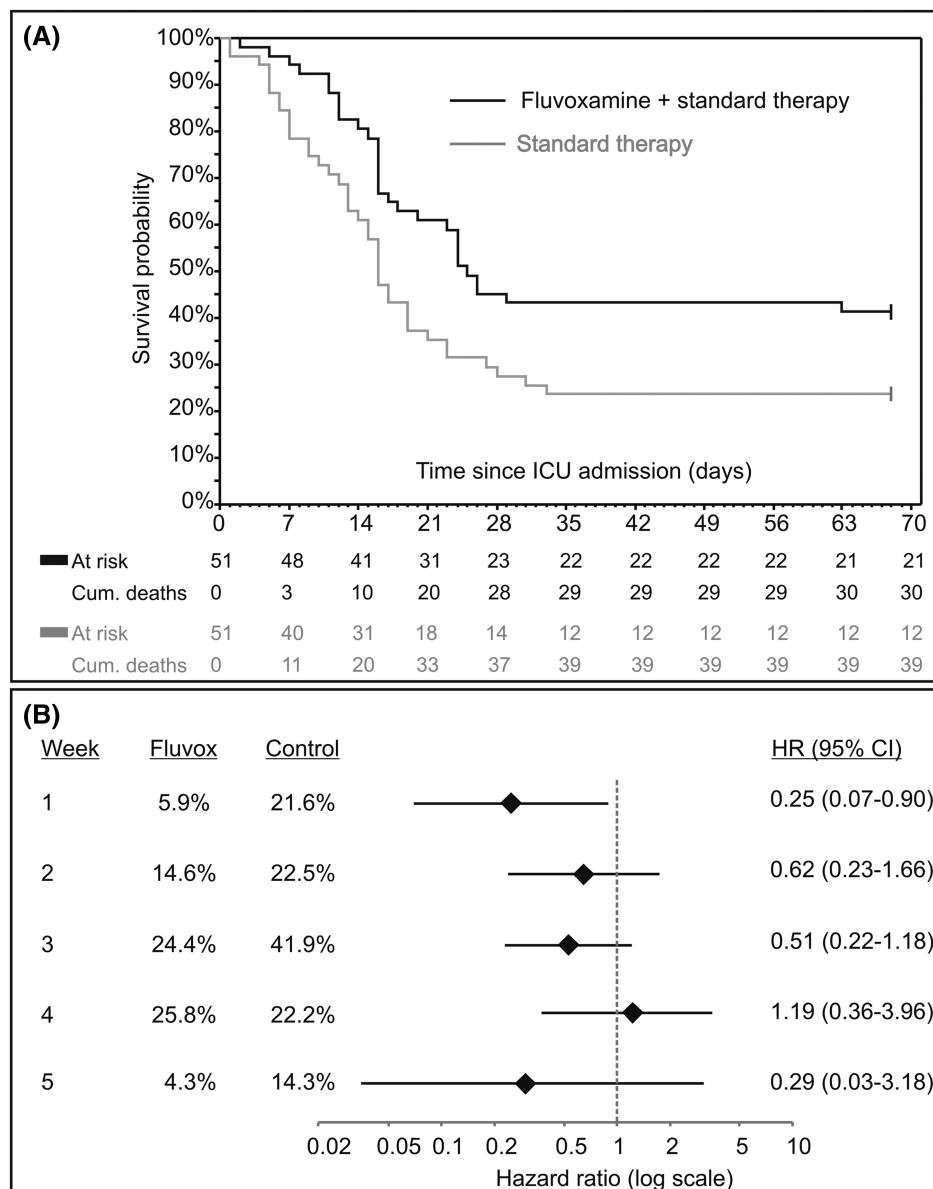 (A)
100%
90%
80%
70%
60%
50%
40%
30%
20%
10%
0%
Survival probability
Fluvoxamine + standard therapy
Standard therapy
Time since ICU admission (days)
0 7 14 21 28 35 42 49 56 63 70
At risk 51 48 41 31 23 22 22 22 22 21 21
Cum. deaths 0 3 10 20 28 29 29 29 29 30 30
At risk 51 40 31 18 14 12 12 12 12 12 12
Cum. deaths 0 11 20 33 37 39 39 39 39 39 39
(B)
Week Fluvox Control HR (95% CI)
1 5.9% 21.6% 0.25 (0.07-0.90)
2 14.6% 22.5% 0.62 (0.23-1.66)
3 24.4% 41.9% 0.51 (0.22-1.18)
4 25.8% 22.2% 1.19 (0.36-3.96)
5 4.3% 14.3% 0.29 (0.03-3.18)
0.02 0.05 0.1 0.2 0.5 1 2 5 10
Hazard ratio (log scale)